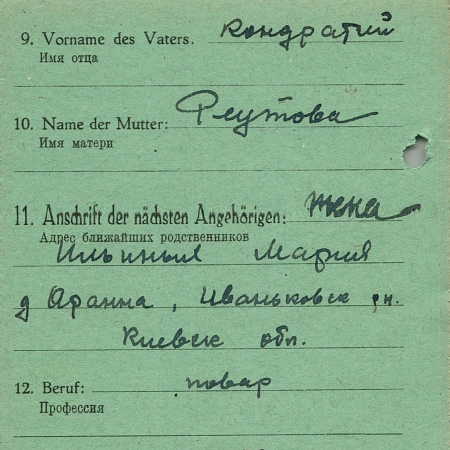 9. Vorname des Vaters. Кондратий
Имя отца
10. Name der Mutter: Реутова
Имя матери
11. Anschrift der nächsten Angehörigen: жена
Адрес ближайших родственников
Мария
д Аранна, Иваньковск рн.
Киевск обл.
12. Beruf: повар
Профессия